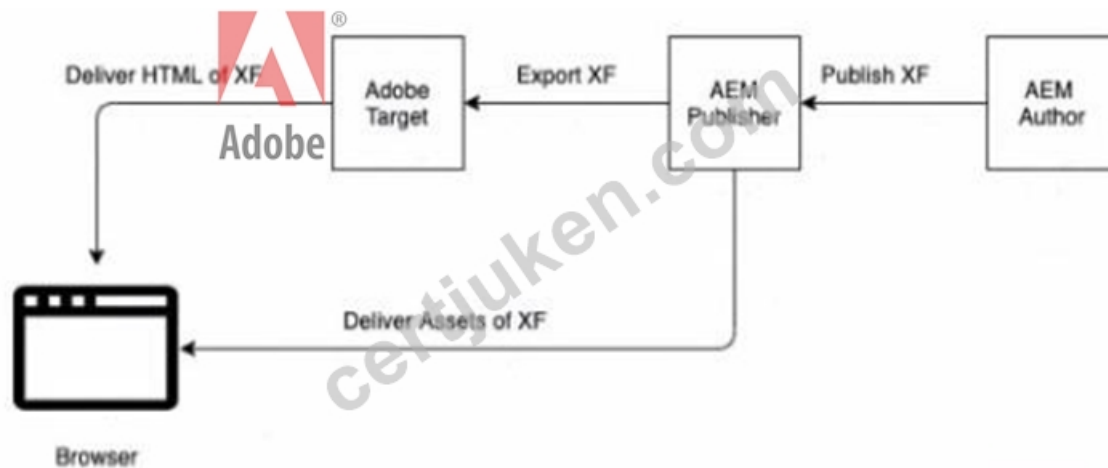 ®
Deliver HTML of XF
Adobe
Target
Export XF
AEM
Publisher
Publish XF
AEM
Author
Adobe
certjuken.com
Deliver Assets of XF
Browser